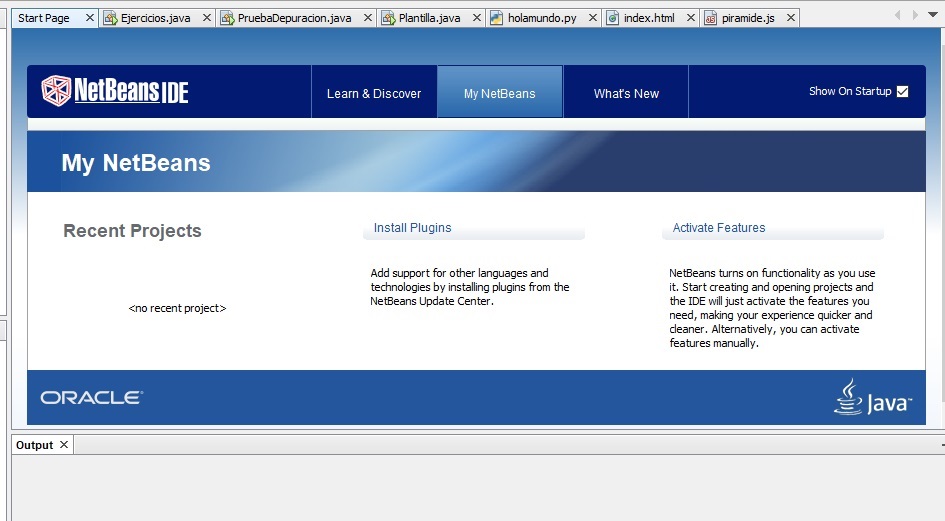 Start Page
Ejercicios.java
PruebaDepuracion.java
Plantilla.java
holamundo.py
index.html
piramide.js
NetBeans IDE
Learn & Discover
My NetBeans
What's New
Show On Startup
My NetBeans
Recent Projects
<no recent project>
Install Plugins
Add support for other languages and
technologies by installing plugins from the
NetBeans Update Center.
Activate Features
NetBeans turns on functionality as you use
it. Start creating and opening projects and
the IDE will just activate the features you
need, making your experience quicker and
cleaner. Alternatively, you can activate
features manually.
ORACLE
Java
Output